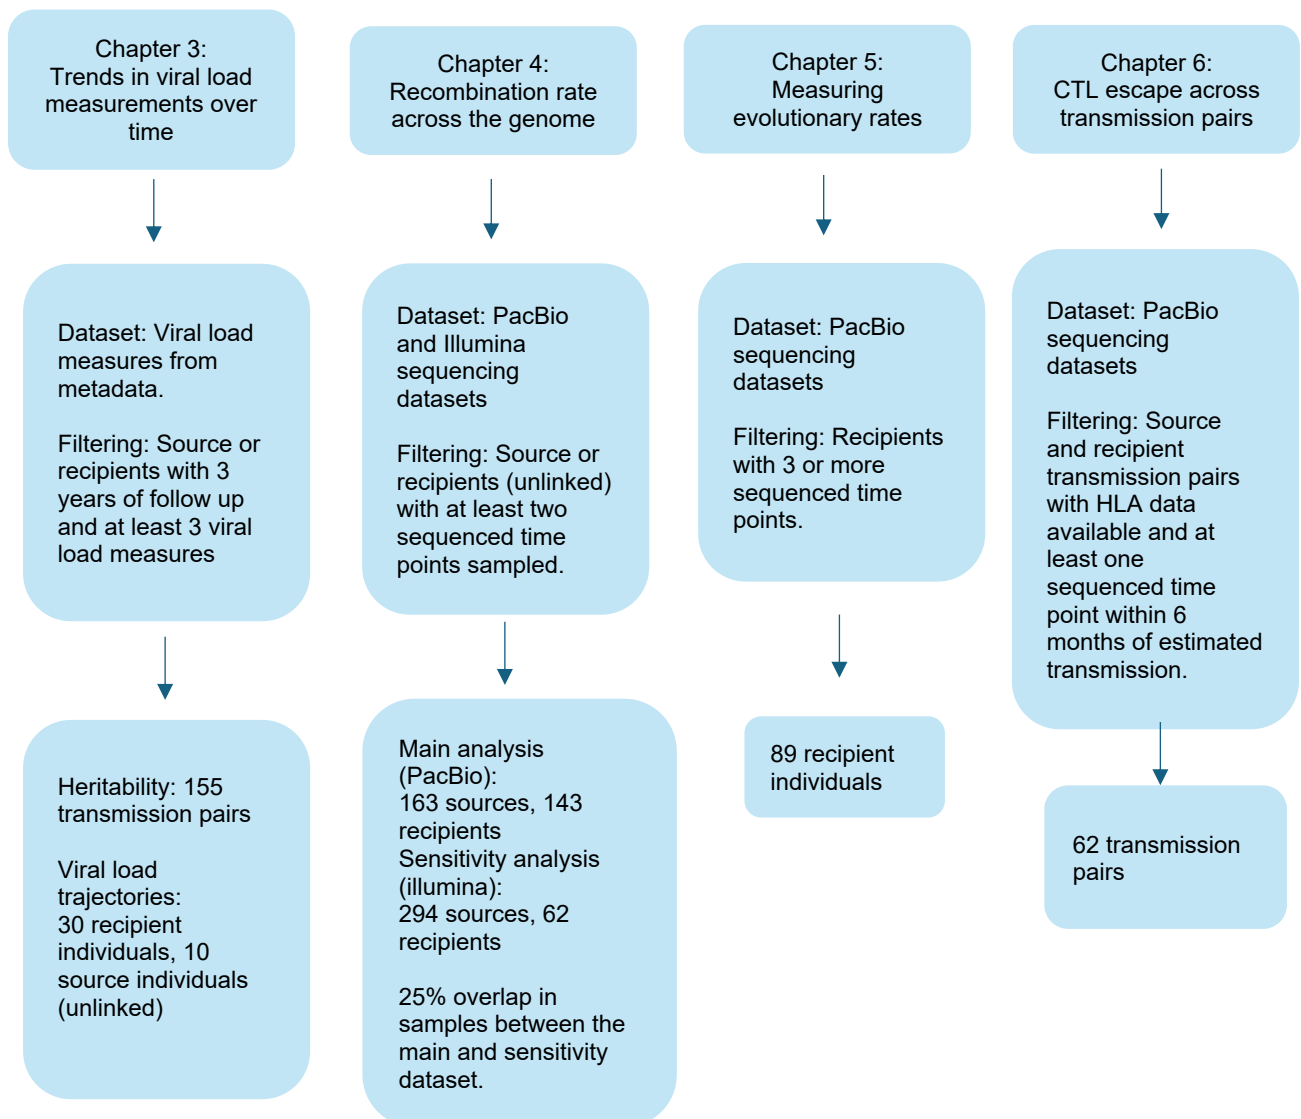 Chapter 3:
Trends in viral load
measurements over
time
Chapter 4:
Recombination rate
across the genome
Chapter 5:
Measuring
evolutionary rates
Chapter 6:
CTL escape across
transmission pairs
Dataset: Viral load
measures from
metadata.
Filtering: Source or
recipients with 3
years of follow up
and at least 3 viral
load measures
Dataset: PacBio
and Illumina
sequencing
datasets
Filtering: Source or
recipients (unlinked)
with at least two
sequenced time
points sampled.
Dataset: PacBio
sequencing
datasets
Filtering: Recipients
with 3 or more
sequenced time
points.
Dataset: PacBio
sequencing
datasets
Filtering: Source
and recipient
transmission pairs
with HLA data
available and at
least one
sequenced time
point within 6
months of estimated
transmission.
Heritability: 155
transmission pairs
Viral load
trajectories:
30 recipient
individuals, 10
source individuals
(unlinked)
Main analysis
(PacBio):
163 sources, 143
recipients
Sensitivity analysis
(illumina):
294 sources, 62
recipients
25% overlap in
samples between the
main and sensitivity
dataset.
89 recipient
individuals
62 transmission
pairs